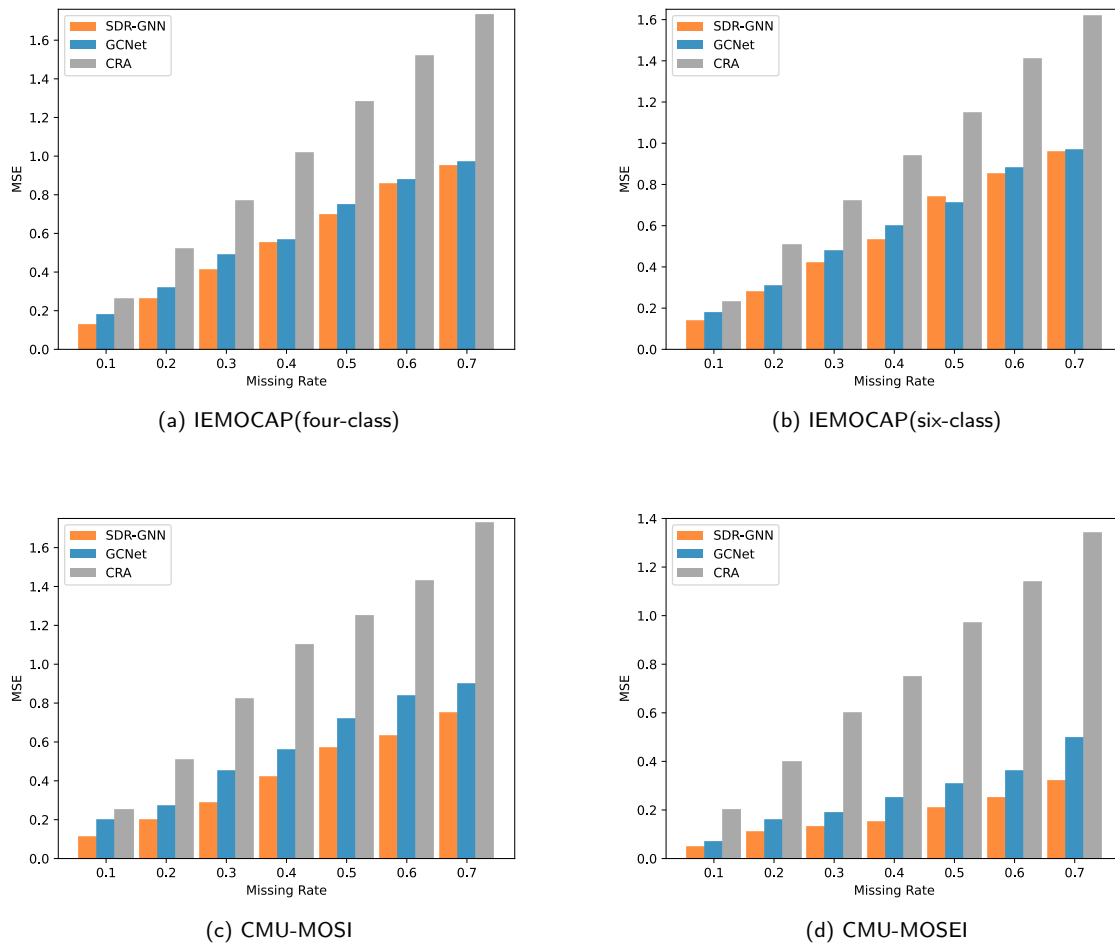 SDR-GNN
GCNet
CRA
MSE
1.6
1.4
1.2
1.0
0.8
0.6
0.4
0.2
0.0
0.1 0.2 0.3 0.4 0.5 0.6 0.7
Missing Rate
(a) IEMOCAP(four-class)
SDR-GNN
GCNet
CRA
MSE
1.6
1.4
1.2
1.0
0.8
0.6
0.4
0.2
0.0
0.1 0.2 0.3 0.4 0.5 0.6 0.7
Missing Rate
(b) IEMOCAP(six-class)
SDR-GNN
GCNet
CRA
MSE
1.6
1.4
1.2
1.0
0.8
0.6
0.4
0.2
0.0
0.1 0.2 0.3 0.4 0.5 0.6 0.7
Missing Rate
(c) CMU-MOSI
SDR-GNN
GCNet
CRA
MSE
1.4
1.2
1.0
0.8
0.6
0.4
0.2
0.0
0.1 0.2 0.3 0.4 0.5 0.6 0.7
Missing Rate
(d) CMU-MOSEI